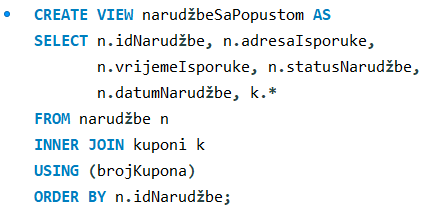 CREATE VIEW narudžbeSaPopustom AS
SELECT n.idNarudžbe, n.adresaIsporuke,
n.vrijemeIsporuke, n.statusNarudžbe,
n.datumNarudžbe, k.*
FROM narudžbe n
INNER JOIN kuponi k
USING (brojKupona)
ORDER BY n.idNarudžbe;